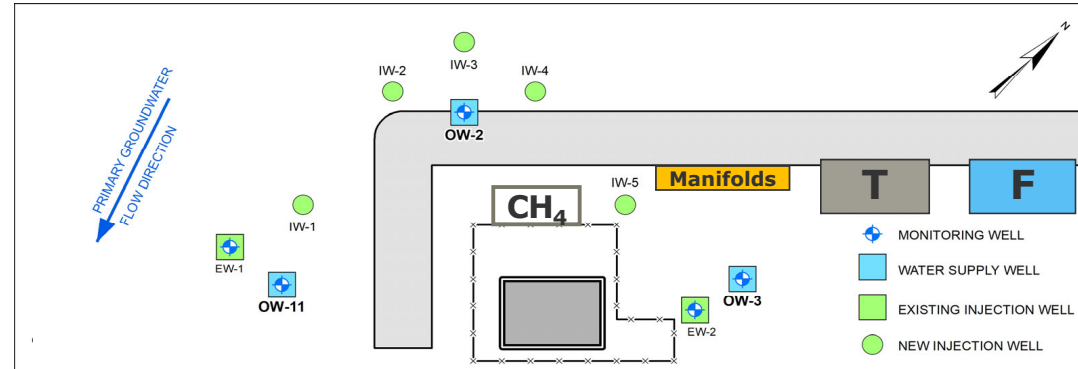 N
IW-3
IW-2
IW-4
PRIMARY GROUNDWATER
FLOW DIRECTION
OW-2
Manifolds
T
F
IW-5
CH4
IW-1
EW-1
OW-11
OW-3
EW-2
MONITORING WELL
WATER SUPPLY WELL
EXISTING INJECTION WELL
NEW INJECTION WELL